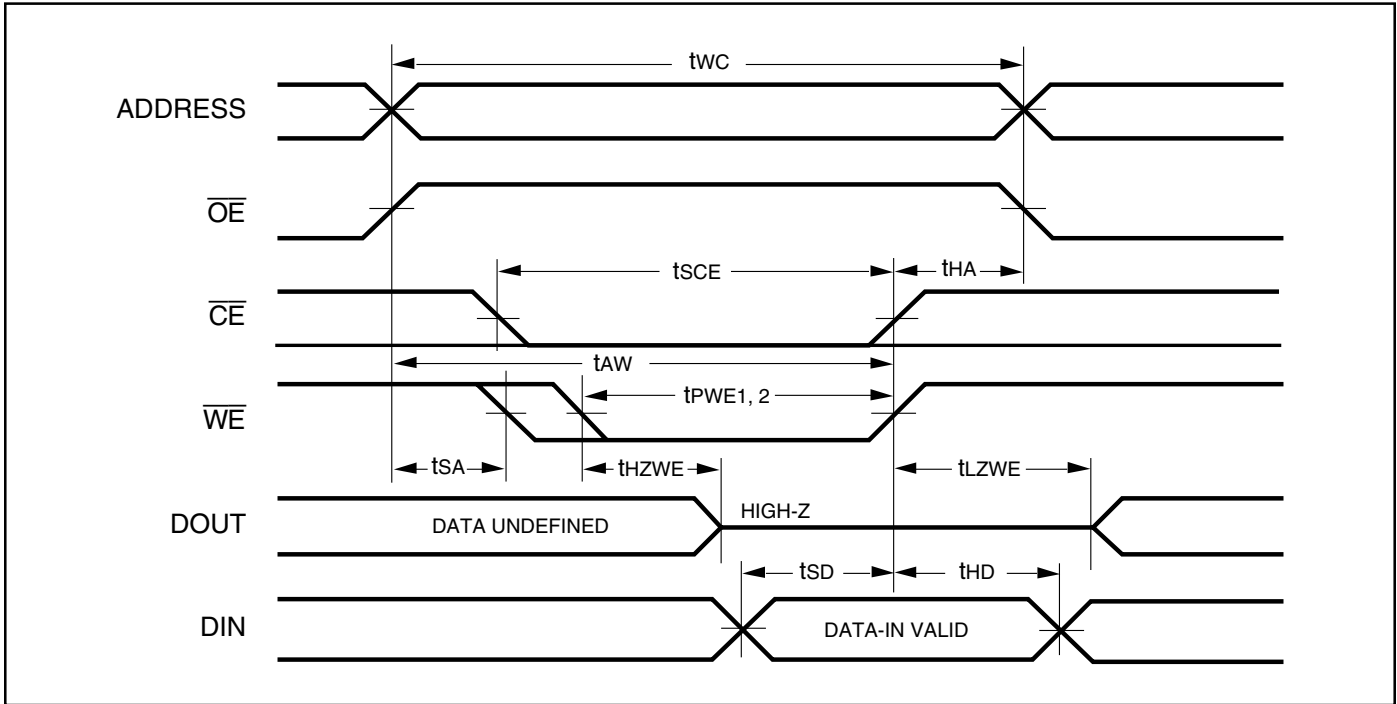 tWC
ADDRESS
OE
tSCE
tHA
CE
tAW
tPWE1, 2
WE
tSA
tHZWE
tLZWE
DOUT
DATA UNDEFINED
HIGH-Z
tSD
tHD
DIN
DATA-IN VALID